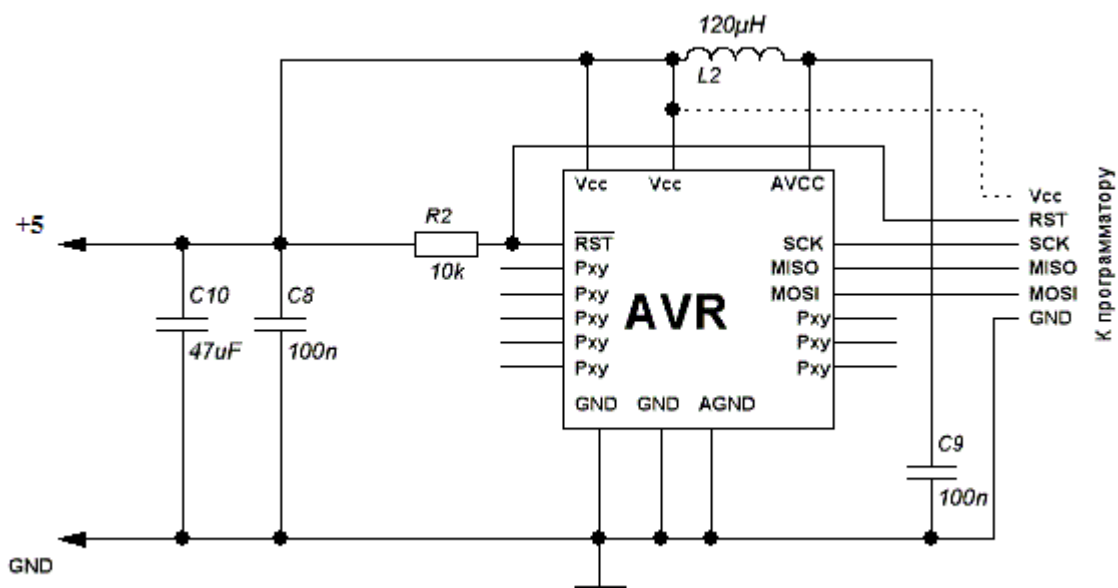 120µH
L2
Vcc
Vcc
AVCC
+5
R2
10k
RST
Pxy
Pxy
Pxy
Pxy
Pxy
SCK
MISO
MOSI
Pxy
Pxy
Pxy
AVR
GND
GND
AGND
Vcc
RST
SCK
MISO
MOSI
GND
К программатору
C10
47uF
C8
100n
C9
100n
GND